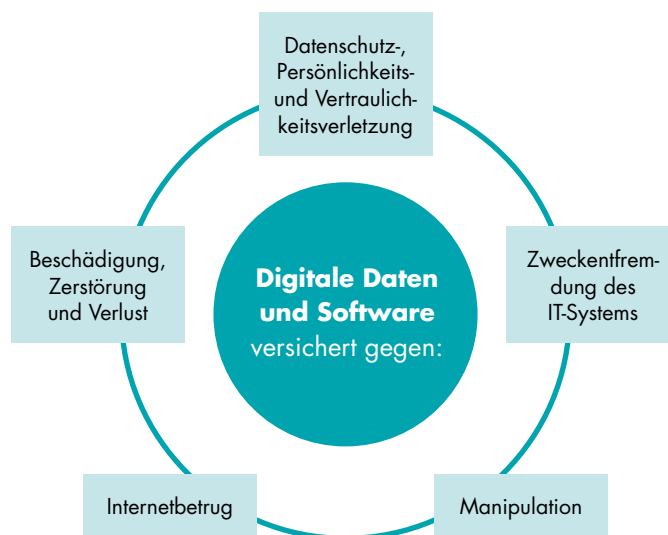 Datenschutz-,
Persönlichkeits-
und Vertraulich-
keitsverletzung
Beschädigung,
Zerstörung
und Verlust
Digitale Daten
und Software
versichert gegen:
Zweckentfrem-
dung des
IT-Systems
Internetbetrug
Manipulation